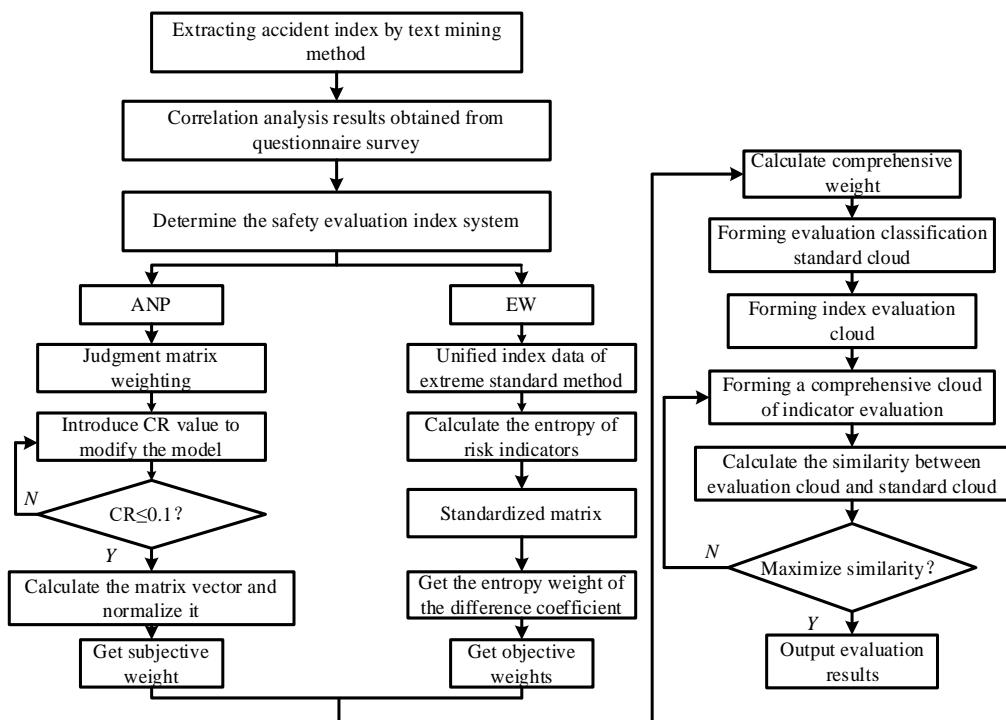 Extracting accident index by text mining
method
Correlation analysis results obtained from
questionnaire survey
Determine the safety evaluation index system
ANP
Judgment matrix
weighting
Introduce CR value to
modify the model
N
CR≤0.1?
Y
Calculate the matrix vector and
normalize it
Get subjective
weight
EW
Unified index data of
extreme standard method
Calculate the entropy of
risk indicators
Standardized matrix
Get the entropy weight of
the difference coefficient
Get objective
weights
Calculate comprehensive
weight
Forming evaluation classification
standard cloud
Forming index evaluation
cloud
Forming a comprehensive cloud
of indicator evaluation
Calculate the similarity between
evaluation cloud and standard cloud
N
Maximize similarity?
Y
Output evaluation
results